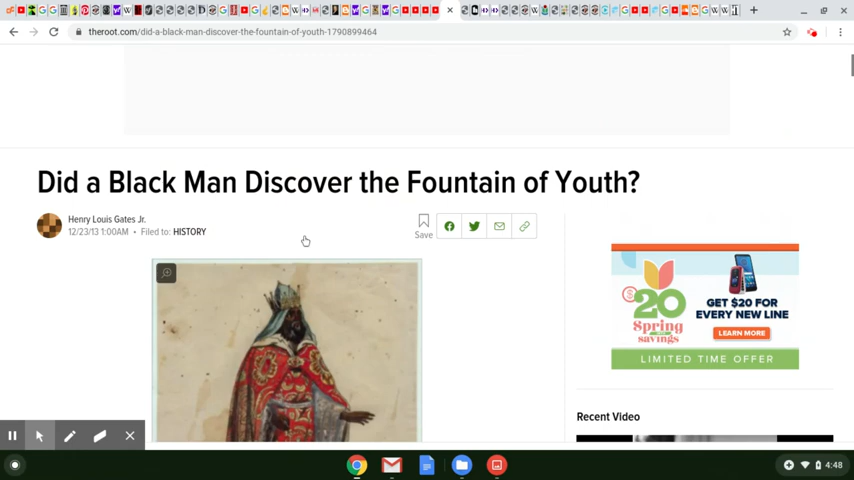 theroot.com/did-a-black-man-discover-the-fountain-of-youth-1790899464
Did a Black Man Discover the Fountain of Youth?
Henry Louis Gates Jr.
12/23/13 1:00AM • Filed to: HISTORY
Save
$20
Spring
savings
GET $20 FOR
EVERY NEW LINE
LEARN MORE
LIMITED TIME OFFER
Recent Video
4:48